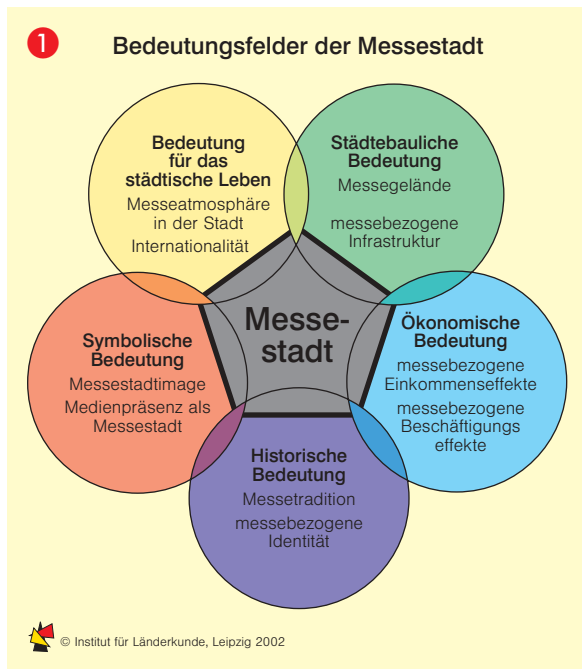 1
Bedeutungsfelder der Messestadt
Bedeutung
für das
städtische Leben
Messeatmosphäre
in der Stadt
Internationalität
Städtebauliche
Bedeutung
Messegelände
messebezogene
Infrastruktur
Messe-
stadt
Symbolische
Bedeutung
Messestadtimage
Medienpräsenz als
Messestadt
Ökonomische
Bedeutung
messebezogene
Einkommenseffekte
messebezogene
Beschäftigungs
effekte
Historische
Bedeutung
Messetradition
messebezogene
Identität
© Institut für Länderkunde, Leipzig 2002